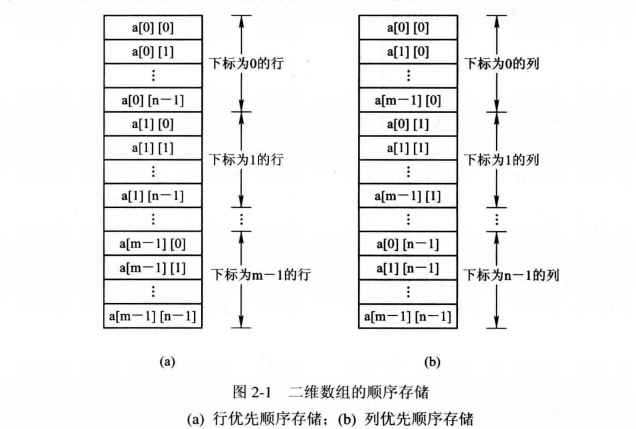 a[0] [0]
a[0] [1]
⋮
a[0] [n−1]
下标为0的行
a[1] [0]
a[1] [1]
⋮
a[1] [n−1]
下标为1的行
⋮
⋮
a[m−1] [0]
a[m−1] [1]
⋮
a[m−1] [n−1]
下标为m−1的行
(a)
a[0] [0]
a[1] [0]
⋮
a[m−1] [0]
下标为0的列
a[0] [1]
a[1] [1]
⋮
a[m−1] [1]
下标为1的列
⋮
⋮
a[0] [n−1]
a[1] [n−1]
⋮
a[m−1] [n−1]
下标为n−1的列
(b)
图 2-1 二维数组的顺序存储
(a) 行优先顺序存储；(b) 列优先顺序存储